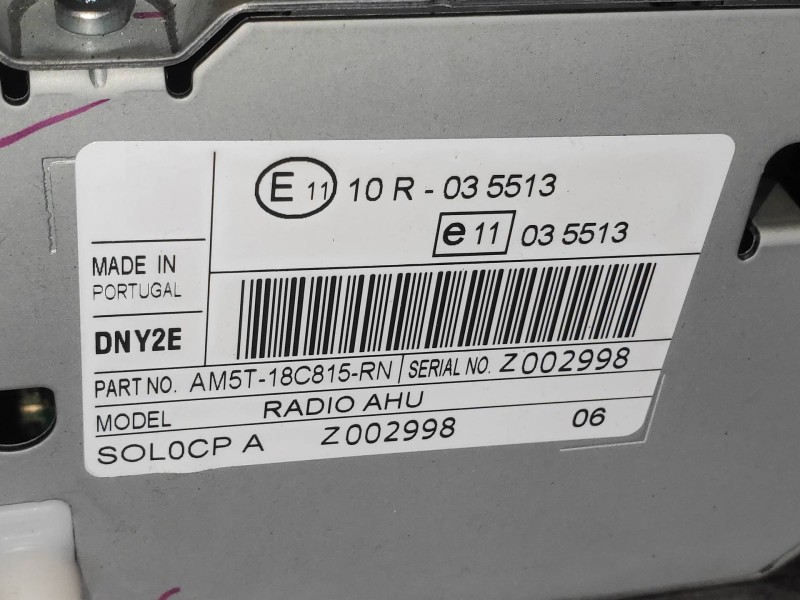 E 11 10 R - 03 5513
e 11 03 5513
MADE IN
PORTUGAL
DNY2E
PART NO. AM5T-18C815-RN SERIAL NO. Z002998
MODEL RADIO AHU
SOL0CP A Z002998 06